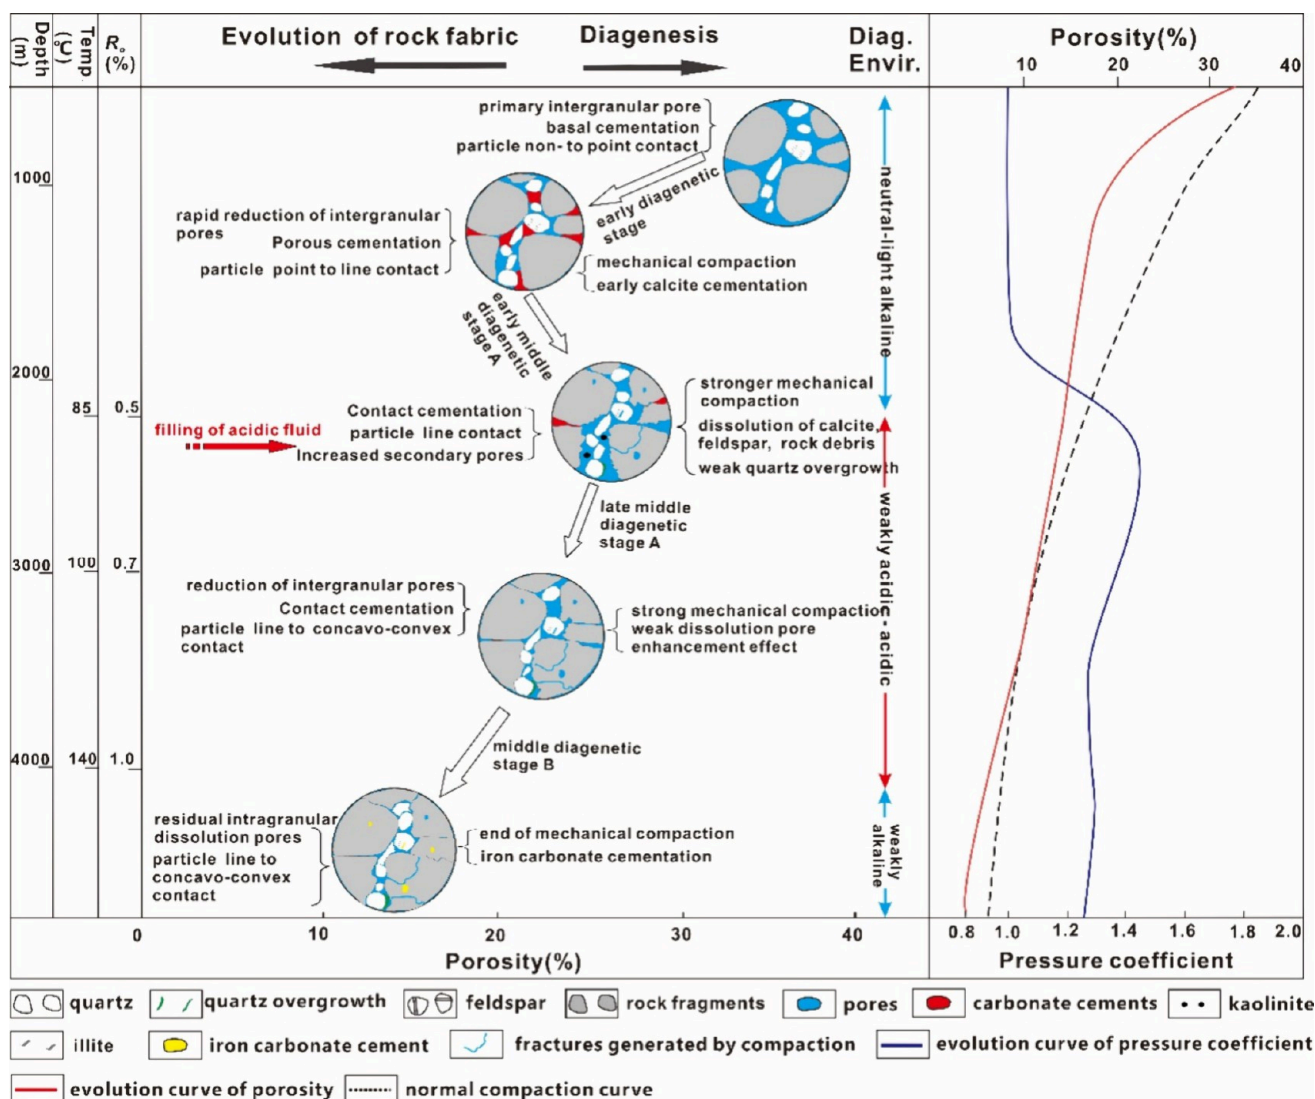 Depth (m)
Temp. (℃)
Rₒ (%)
Evolution of rock fabric
Diagenesis
Diag. Envir.
Porosity(%)
10 22 30 40
primary intergranular pore
basal cementation
particle non- to point contact
early diagenetic
stage
1000
rapid reduction of intergranular
pores
Porous cementation
particle point to line contact
mechanical compaction
early calcite cementation
neutral-light alkaline
early middle
diagenetic
stage A
2000
85
0.5
stronger mechanical
compaction
dissolution of calcite,
feldspar, rock debris
weak quartz overgrowth
Contact cementation
particle line contact
Increased secondary pores
filling of acidic fluid
late middle
diagenetic
stage A
weakly acidic - acidic
3000
100
0.7
reduction of intergranular pores
Contact cementation
particle line to concavo-convex
contact
strong mechanical compaction
weak dissolution pore
enhancement effect
middle diagenetic
stage B
4000
140
1.0
residual intragranular
dissolution pores
particle line to
concavo-convex
contact
end of mechanical compaction
iron carbonate cementation
weakly
alkaline
0 10 20 30 40
Porosity(%)
0.8 1.0 1.2 1.4 1.6 1.8 2.0
Pressure coefficient
quartz quartz overgrowth feldspar rock fragments pores carbonate cements kaolinite
illite iron carbonate cement fractures generated by compaction evolution curve of pressure coefficient
evolution curve of porosity normal compaction curve